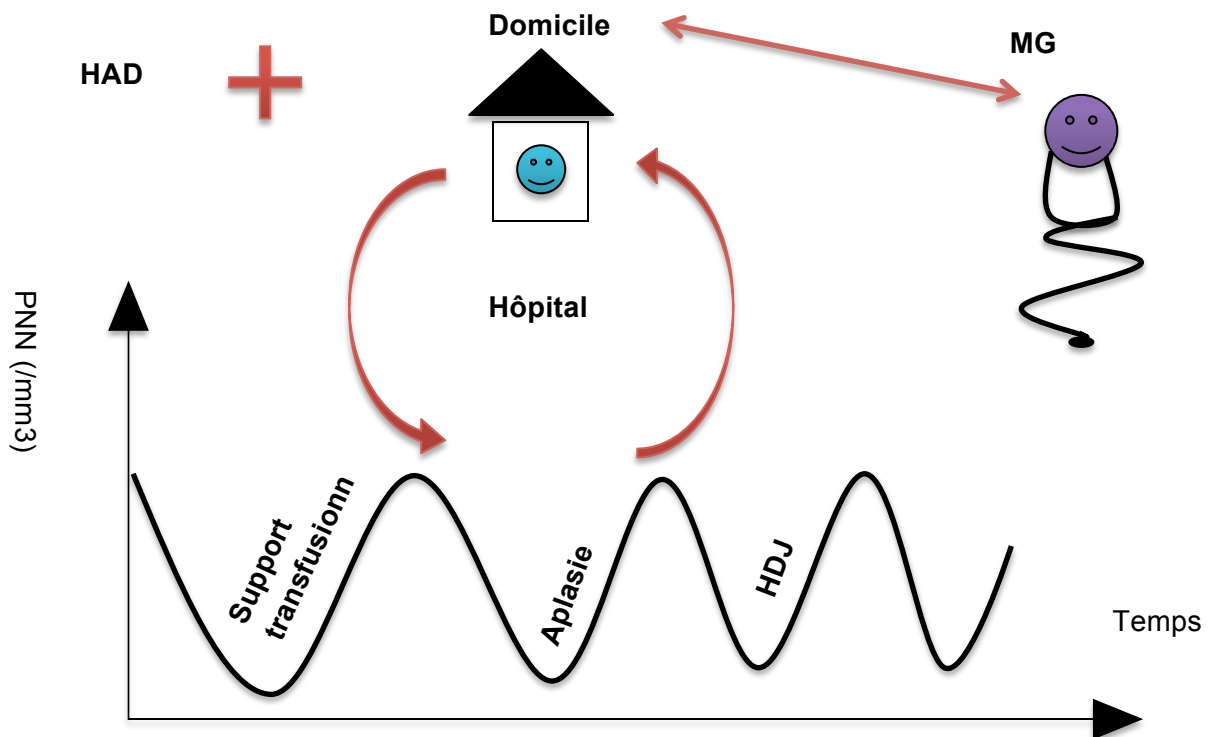 Domicile
MG
HAD
Hôpital
PNN (/mm3)
Support
transfusionn
Aplasie
HDJ
Temps